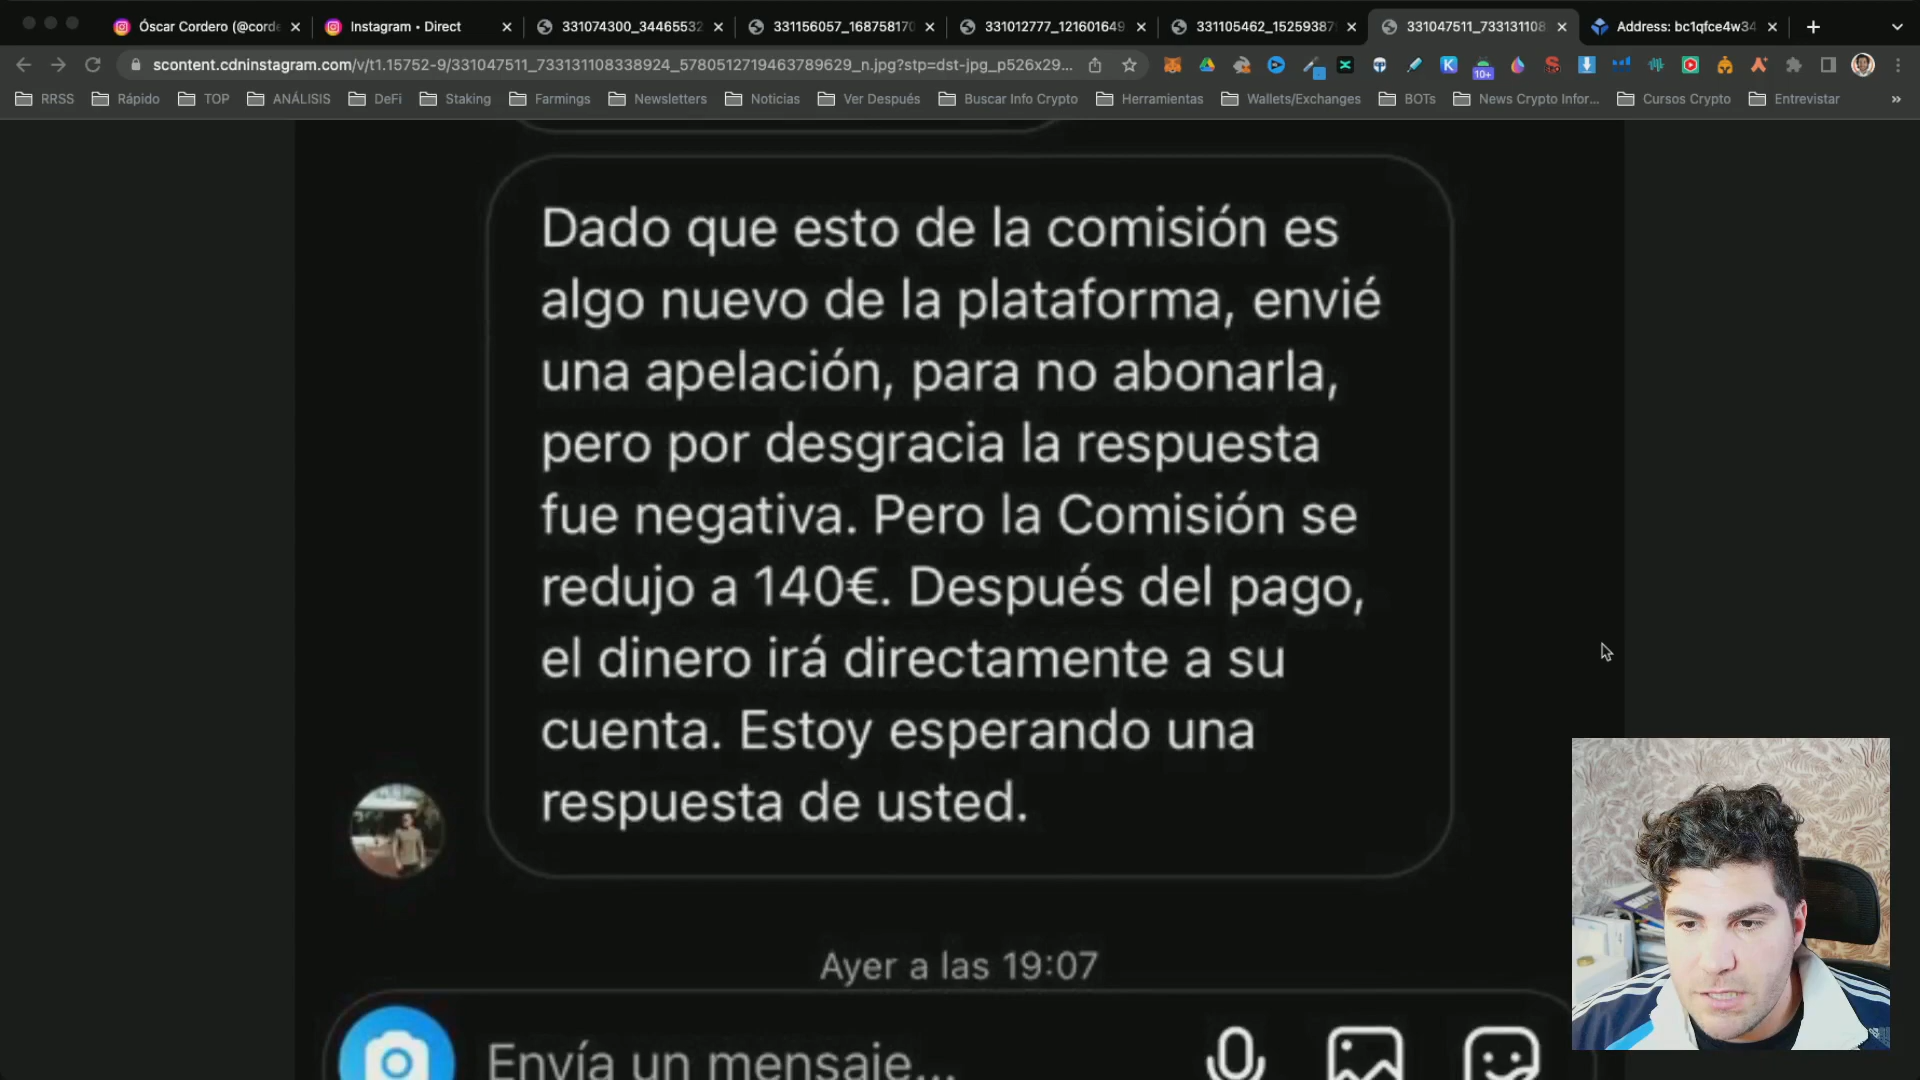 Óscar Cordero (@corde
Instagram • Direct
331074300_34465532
331156057_168758170
331012777_121601649
331105462_15259387
331047511_733131108
Address: bc1qfce4w34
scontent.cdninstagram.com/v/t1.15752-9/331047511_733131108338924_5780512719463789629_n.jpg?stp=dst-jpg_p526x29...
10+
RRSS
Rápido
TOP
ANÁLISIS
DeFi
Staking
Farmings
Newsletters
Noticias
Ver Después
Buscar Info Crypto
Herramientas
Wallets/Exchanges
BOTs
News Crypto Infor...
Cursos Crypto
Entrevistar
»
Dado que esto de la comisión es
algo nuevo de la plataforma, envié
una apelación, para no abonarla,
pero por desgracia la respuesta
fue negativa. Pero la Comisión se
redujo a 140€. Después del pago,
el dinero irá directamente a su
cuenta. Estoy esperando una
respuesta de usted.
Ayer a las 19:07
Envía un mensaje...